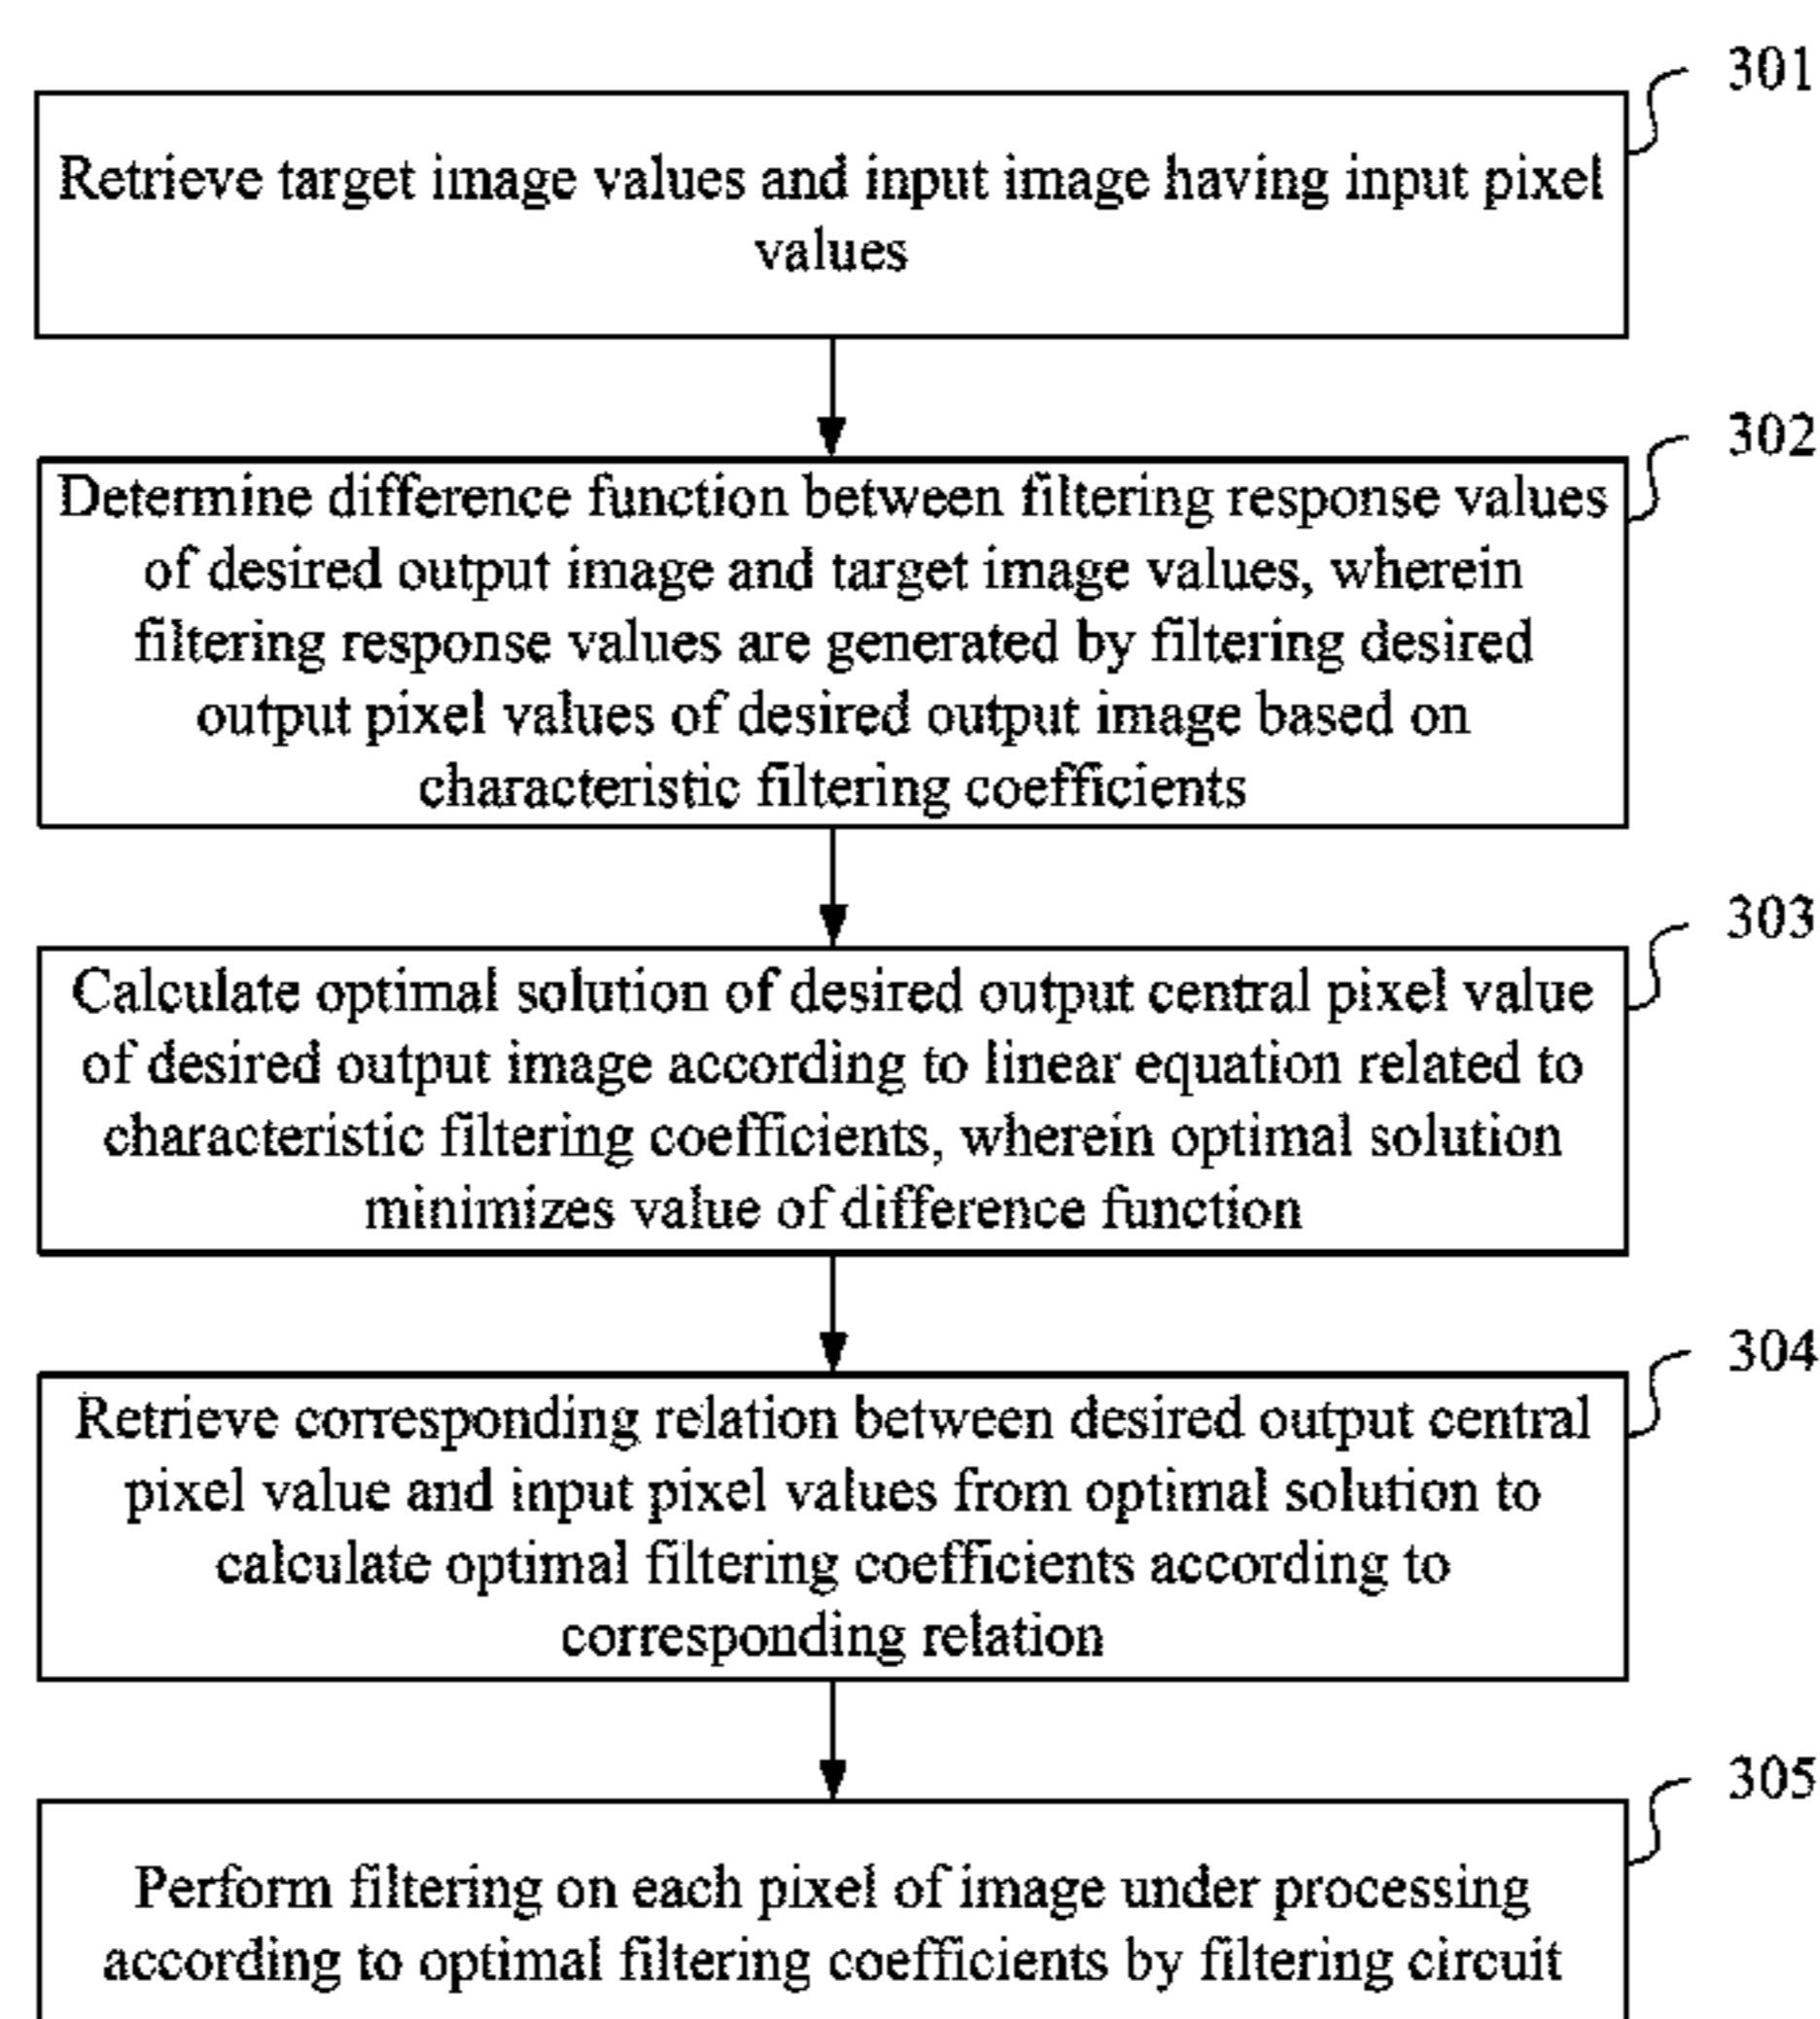 301
Retrieve target image values and input image having input pixel
values
302
Determine difference function between filtering response values
of desired output image and target image values, wherein
filtering response values are generated by filtering desired
output pixel values of desired output image based on
characteristic filtering coefficients
303
Calculate optimal solution of desired output central pixel value
of desired output image according to linear equation related to
characteristic filtering coefficients, wherein optimal solution
minimizes value of difference function
304
Retrieve corresponding relation between desired output central
pixel value and input pixel values from optimal solution to
calculate optimal filtering coefficients according to
corresponding relation
305
Perform filtering on each pixel of image under processing
according to optimal filtering coefficients by filtering circuit